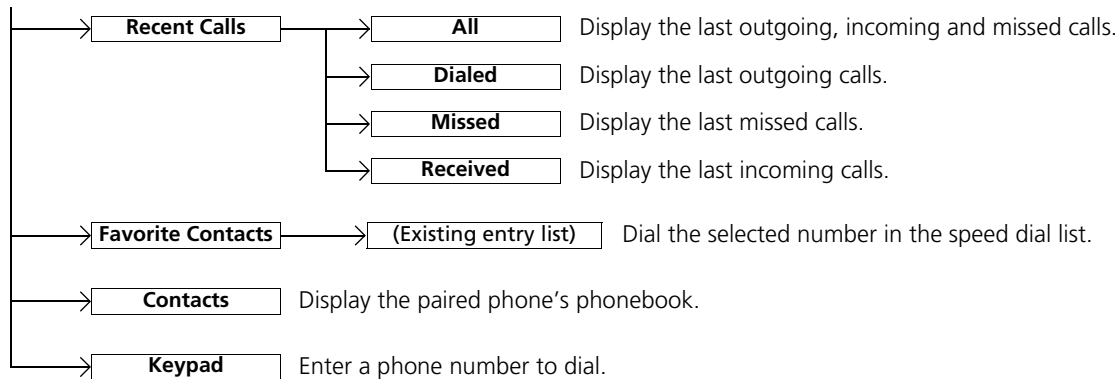 Recent Calls All Display the last outgoing, incoming and missed calls.
Dialed Display the last outgoing calls.
Missed Display the last missed calls.
Received Display the last incoming calls.
Favorite Contacts (Existing entry list) Dial the selected number in the speed dial list.
Contacts Display the paired phone’s phonebook.
Keypad Enter a phone number to dial.